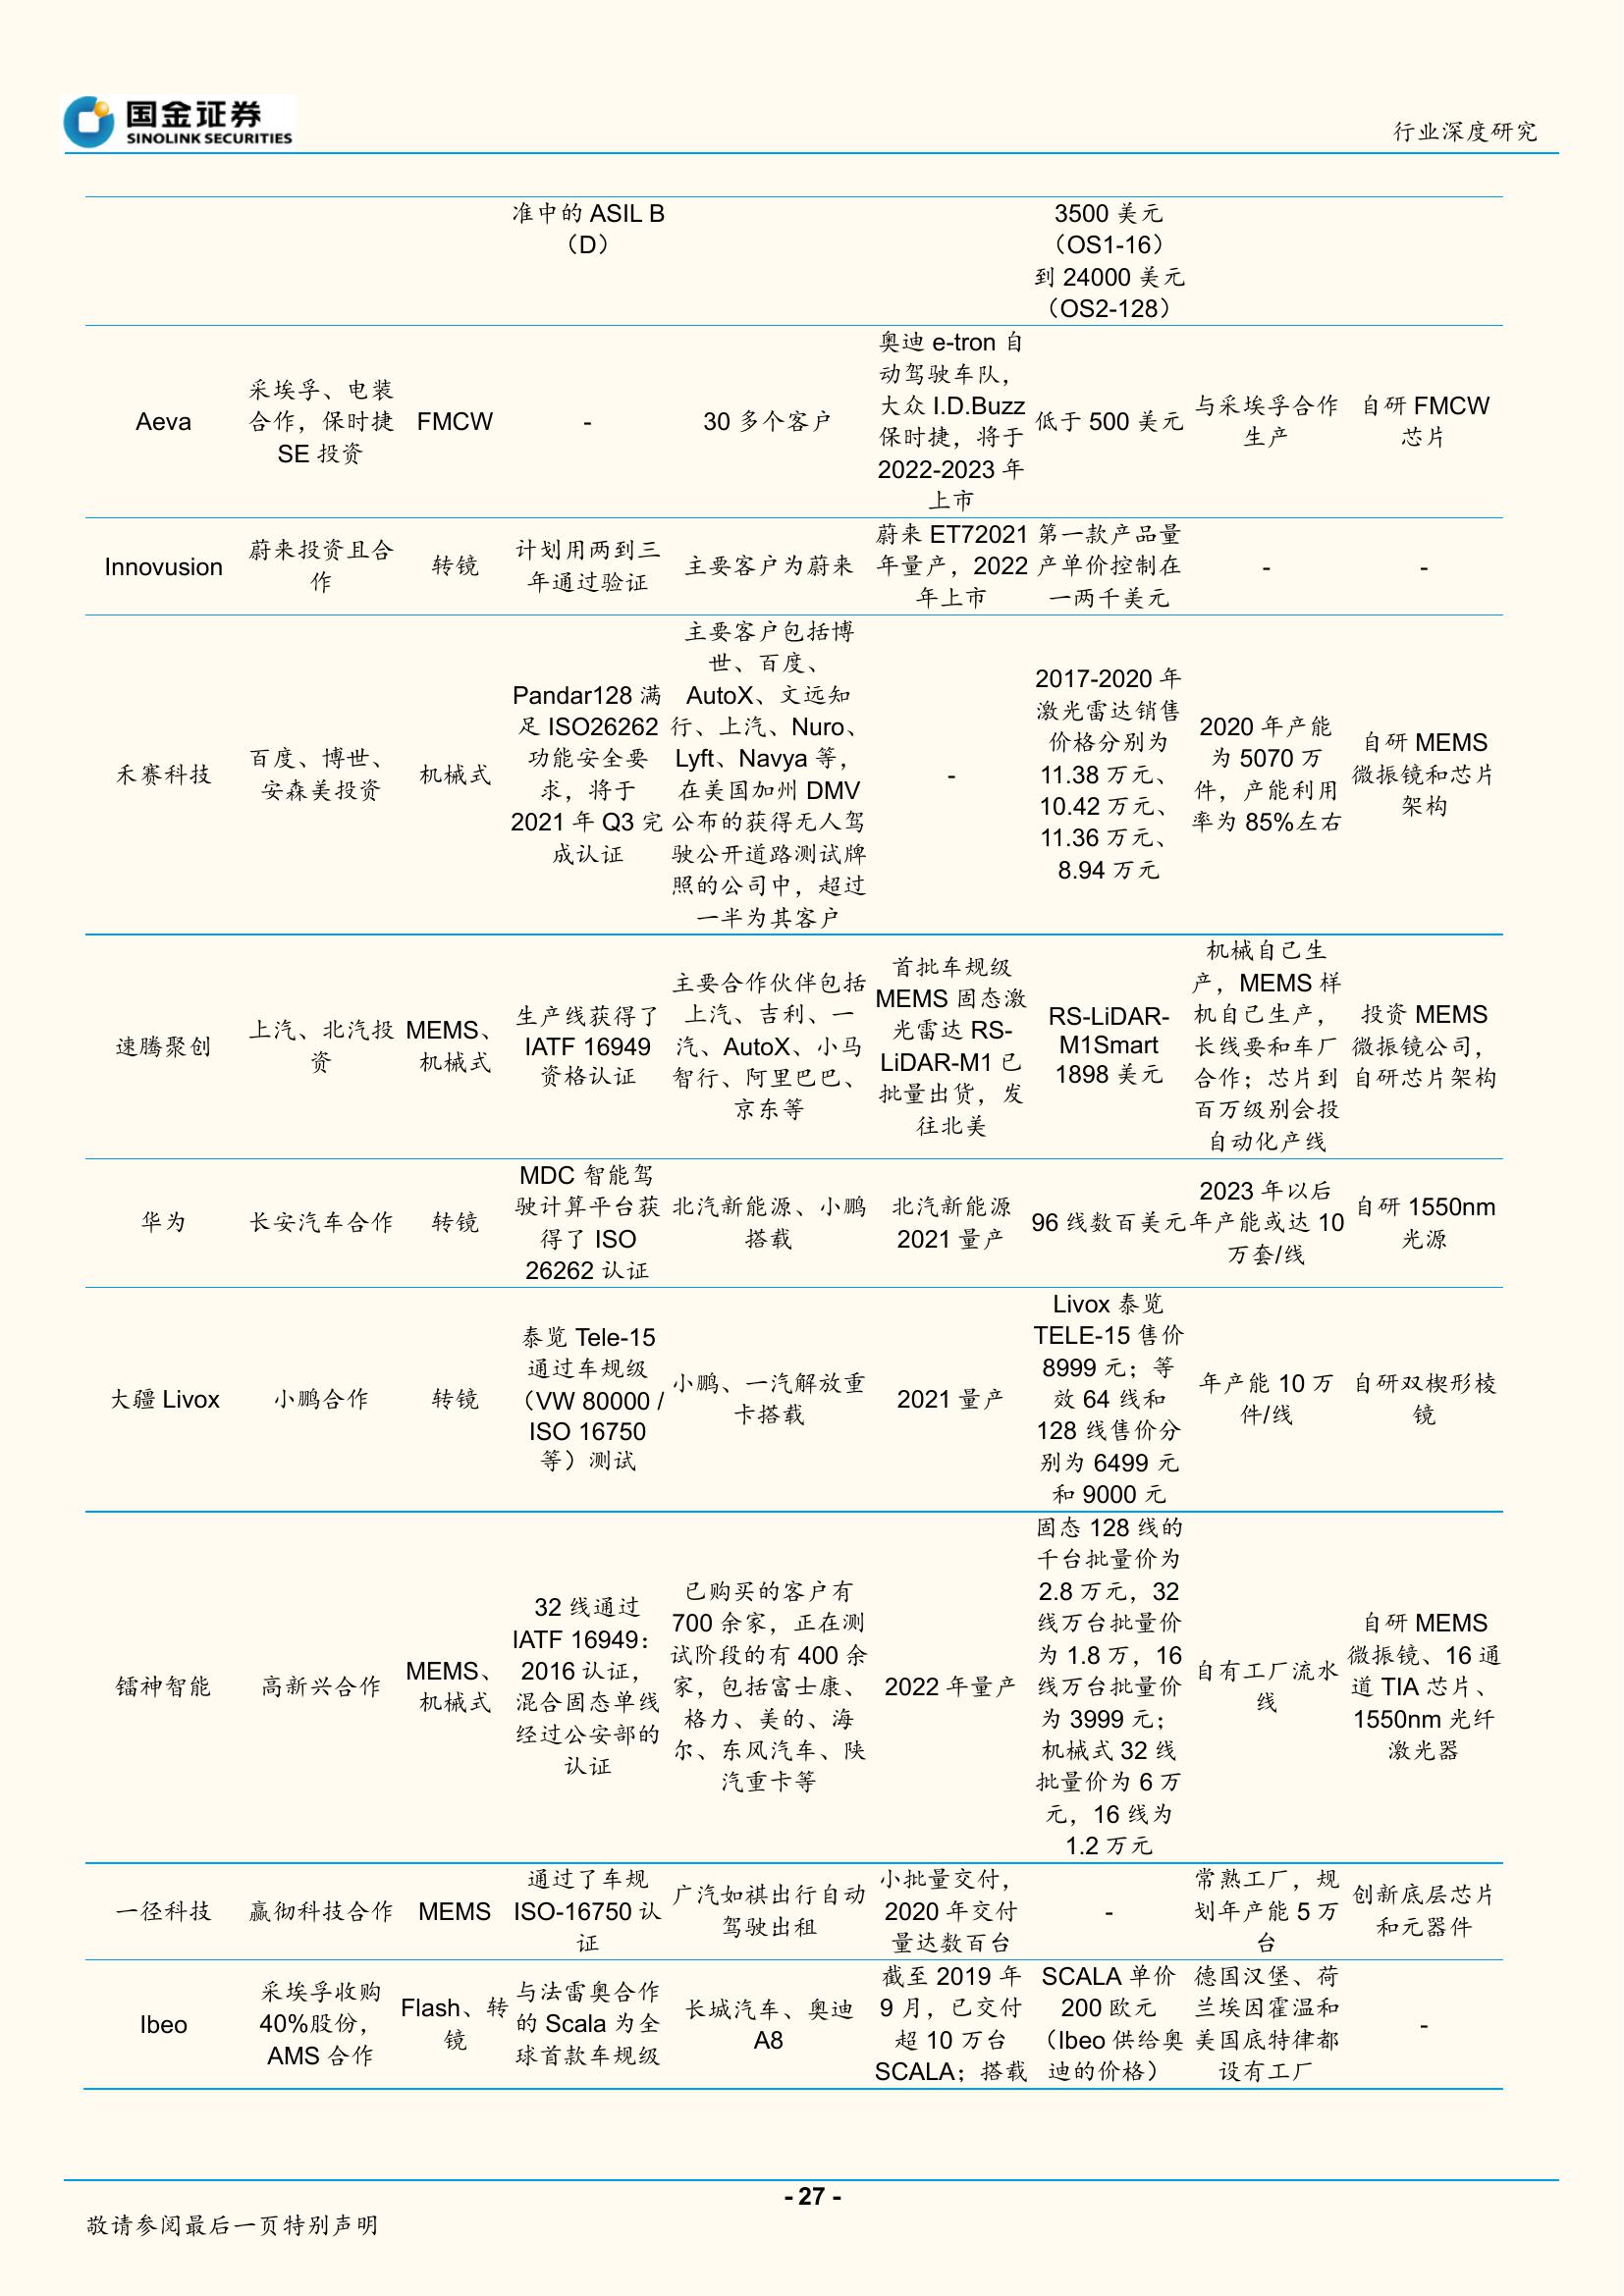 国金证券
SINOLINK SECURITIES
行业深度研究
准中的 ASIL B
（D）
3500 美元
（OS1-16）
到 24000 美元
（OS2-128）
Aeva
采埃孚、电装
合作，保时捷
SE 投资
FMCW
-
30 多个客户
奥迪 e-tron 自
动驾驶车队，
大众 I.D.Buzz
保时捷，将于
2022-2023 年
上市
低于 500 美元
与采埃孚合作
生产
自研 FMCW
芯片
Innovusion
蔚来投资且合
作
转镜
计划用两到三
年通过验证
主要客户为蔚来
蔚来 ET72021
年量产，2022
年上市
第一款产品量
产单价控制在
一两千美元
-
-
禾赛科技
百度、博世、
安森美投资
机械式
Pandar128 满
足 ISO26262
功能安全要
求，将于
2021 年 Q3 完
成认证
主要客户包括博
世、百度、
AutoX、文远知
行、上汽、Nuro、
Lyft、Navya 等，
在美国加州 DMV
公布的获得无人驾
驶公开道路测试牌
照的公司中，超过
一半为其客户
-
2017-2020 年
激光雷达销售
价格分别为
11.38 万元、
10.42 万元、
11.36 万元、
8.94 万元
2020 年产能
为 5070 万
件，产能利用
率为 85%左右
自研 MEMS
微振镜和芯片
架构
速腾聚创
上汽、北汽投
资
MEMS、
机械式
生产线获得了
IATF 16949
资格认证
主要合作伙伴包括
上汽、吉利、一
汽、AutoX、小马
智行、阿里巴巴、
京东等
首批车规级
MEMS 固态激
光雷达 RS-
LiDAR-M1 已
批量出货，发
往北美
RS-LiDAR-
M1Smart
1898 美元
机械自己生
产，MEMS 样
机自己生产，
长线要和车厂
合作；芯片到
百万级别会投
自动化产线
投资 MEMS
微振镜公司，
自研芯片架构
华为
长安汽车合作
转镜
MDC 智能驾
驶计算平台获
得了 ISO
26262 认证
北汽新能源、小鹏
搭载
北汽新能源
2021 量产
96 线数百美元
2023 年以后
年产能或达 10
万套/线
自研 1550nm
光源
大疆 Livox
小鹏合作
转镜
泰览 Tele-15
通过车规级
（VW 80000 /
ISO 16750
等）测试
小鹏、一汽解放重
卡搭载
2021 量产
Livox 泰览
TELE-15 售价
8999 元；等
效 64 线和
128 线售价分
别为 6499 元
和 9000 元
年产能 10 万
件/线
自研双楔形棱
镜
镭神智能
高新兴合作
MEMS、
机械式
32 线通过
IATF 16949：
2016 认证，
混合固态单线
经过公安部的
认证
已购买的客户有
700 余家，正在测
试阶段的有 400 余
家，包括富士康、
格力、美的、海
尔、东风汽车、陕
汽重卡等
2022 年量产
固态 128 线的
千台批量价为
2.8 万元，32
线万台批量价
为 1.8 万，16
线万台批量价
为 3999 元；
机械式 32 线
批量价为 6 万
元，16 线为
1.2 万元
自有工厂流水
线
自研 MEMS
微振镜、16 通
道 TIA 芯片、
1550nm 光纤
激光器
一径科技
赢彻科技合作
MEMS
通过了车规
ISO-16750 认
证
广汽如祺出行自动
驾驶出租
小批量交付，
2020 年交付
量达数百台
-
常熟工厂，规
划年产能 5 万
台
创新底层芯片
和元器件
Ibeo
采埃孚收购
40%股份，
AMS 合作
Flash、转
镜
与法雷奥合作
的 Scala 为全
球首款车规级
长城汽车、奥迪
A8
截至 2019 年
9 月，已交付
超 10 万台
SCALA；搭载
SCALA 单价
200 欧元
（Ibeo 供给奥
迪的价格）
德国汉堡、荷
兰埃因霍温和
美国底特律都
设有工厂
-
- 27 -
敬请参阅最后一页特别声明